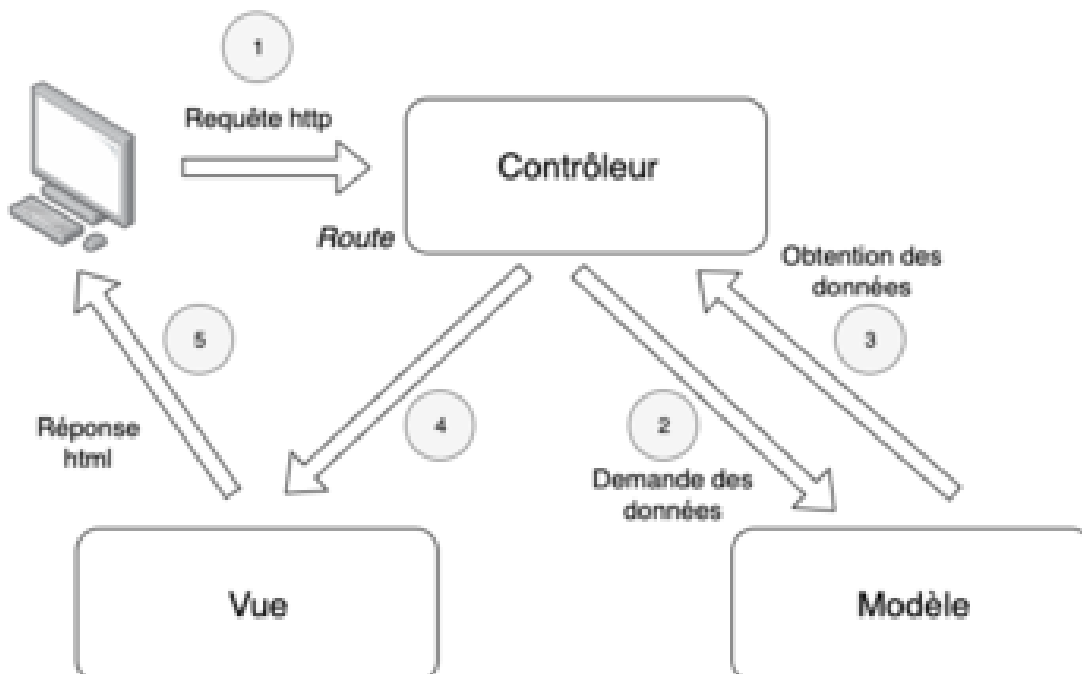 1
Requête http
Contrôleur
Route
Obtention des
données
3
5
4
2
Réponse
html
Demande des
données
Vue
Modèle